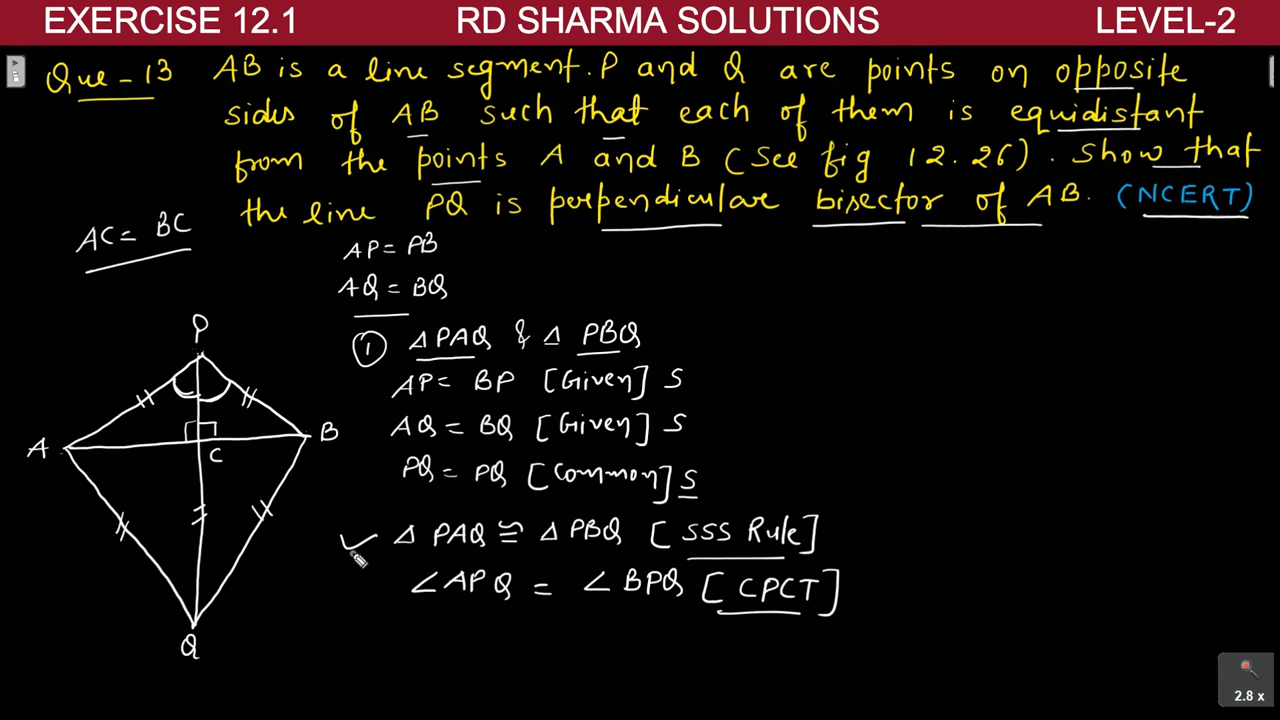 EXERCISE 12.1 RD SHARMA SOLUTIONS LEVEL-2
Que - 13 AB is a line segment. P and Q are points on opposite
sides of AB such that each of them is equidistant
from the points A and B (See fig 12.26). Show that
the line PQ is perpendiculare bisector of AB. (NCERT)
AC = BC
AP = PB
AQ = BQ
① △ PAQ & △ PBQ
AP = BP [Given] S
AQ = BQ [Given] S
PQ = PQ [Common] S
△ PAQ ≅ △ PBQ [SSS Rule]
∠APQ = ∠BPQ [CPCT]
P
A
B
C
Q
2.8 x